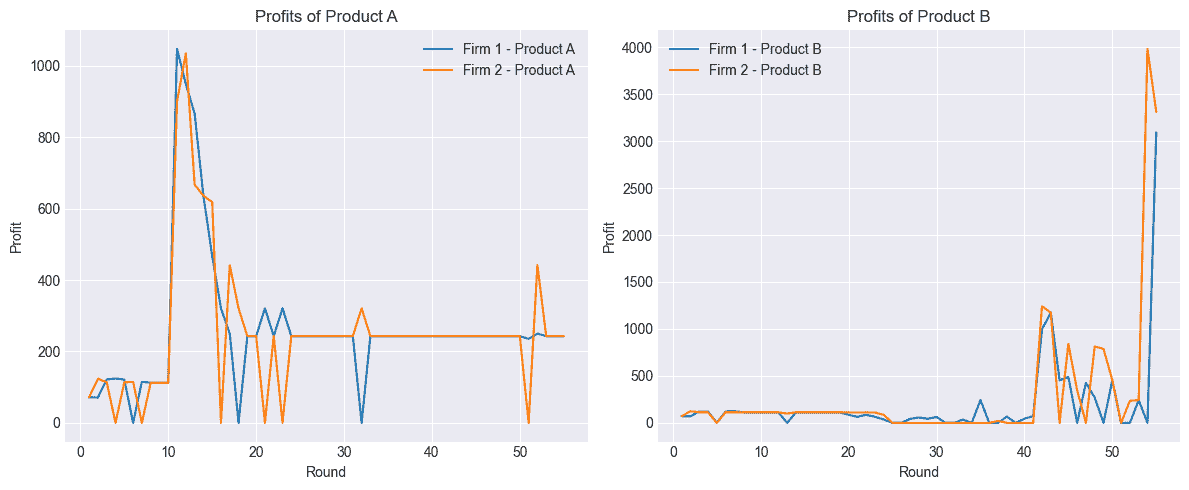 Profits of Product A
Firm 1 - Product A
Firm 2 - Product A
1000
800
600
400
200
0
Profit
0 10 20 30 40 50
Round
Profits of Product B
Firm 1 - Product B
Firm 2 - Product B
4000
3500
3000
2500
2000
1500
1000
500
0
Profit
0 10 20 30 40 50
Round